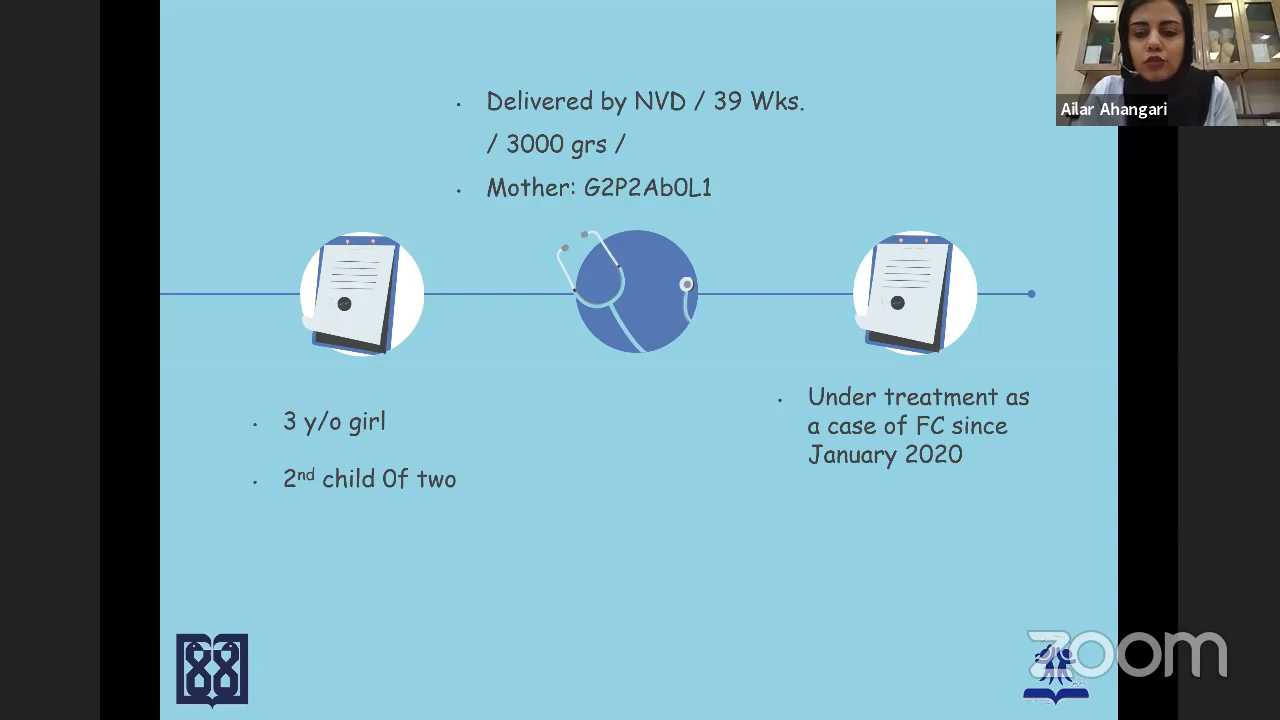 Delivered by NVD / 39 Wks.
/ 3000 grs /
Mother: G2P2Ab0L1
Ailar Ahangari
3 y/o girl
2nd child 0f two
Under treatment as
a case of FC since
January 2020
zoom